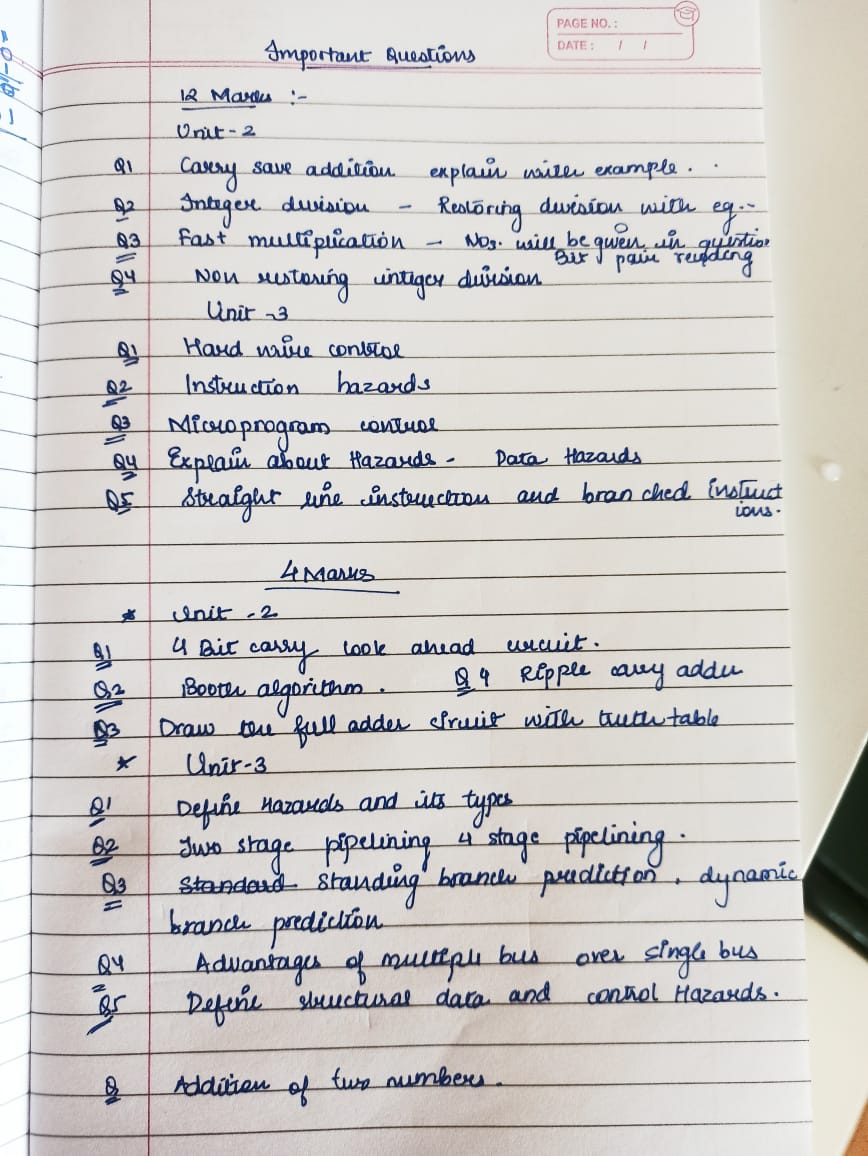 PAGE NO. :
DATE : / /
Important Questions
12 Marks :-
Unit - 2
Q1 Carry save addition explain with example.
Q2 Integer division - Restoring division with eg.-
Q3 Fast multiplication - Nos. will be given in question
Bit pair recoding
Q4 Non restoring intiger division
Unit -3
Q1 Hard wire control
Q2 Instruction hazards
Q3 Microprogram control
Q4 Explain about Hazards - Data Hazards
Q5 Straight line instruction and branched instruct
ions.
4 Marks
* Unit - 2
Q1 4 Bit carry look ahead circuit.
Q2 Booth algorithm. Q4 Ripple carry adder
Q3 Draw the full adder circuit with truth table
* Unit-3
Q1 Define Hazards and its types
Q2 Two stage pipelining 4 stage pipelining.
Q3 Standard Standing branch prediction, dynamic
branch prediction
Q4 Advantages of multiple bus over single bus
Q5 Define structural data and control Hazards.
Q Addition of two numbers.